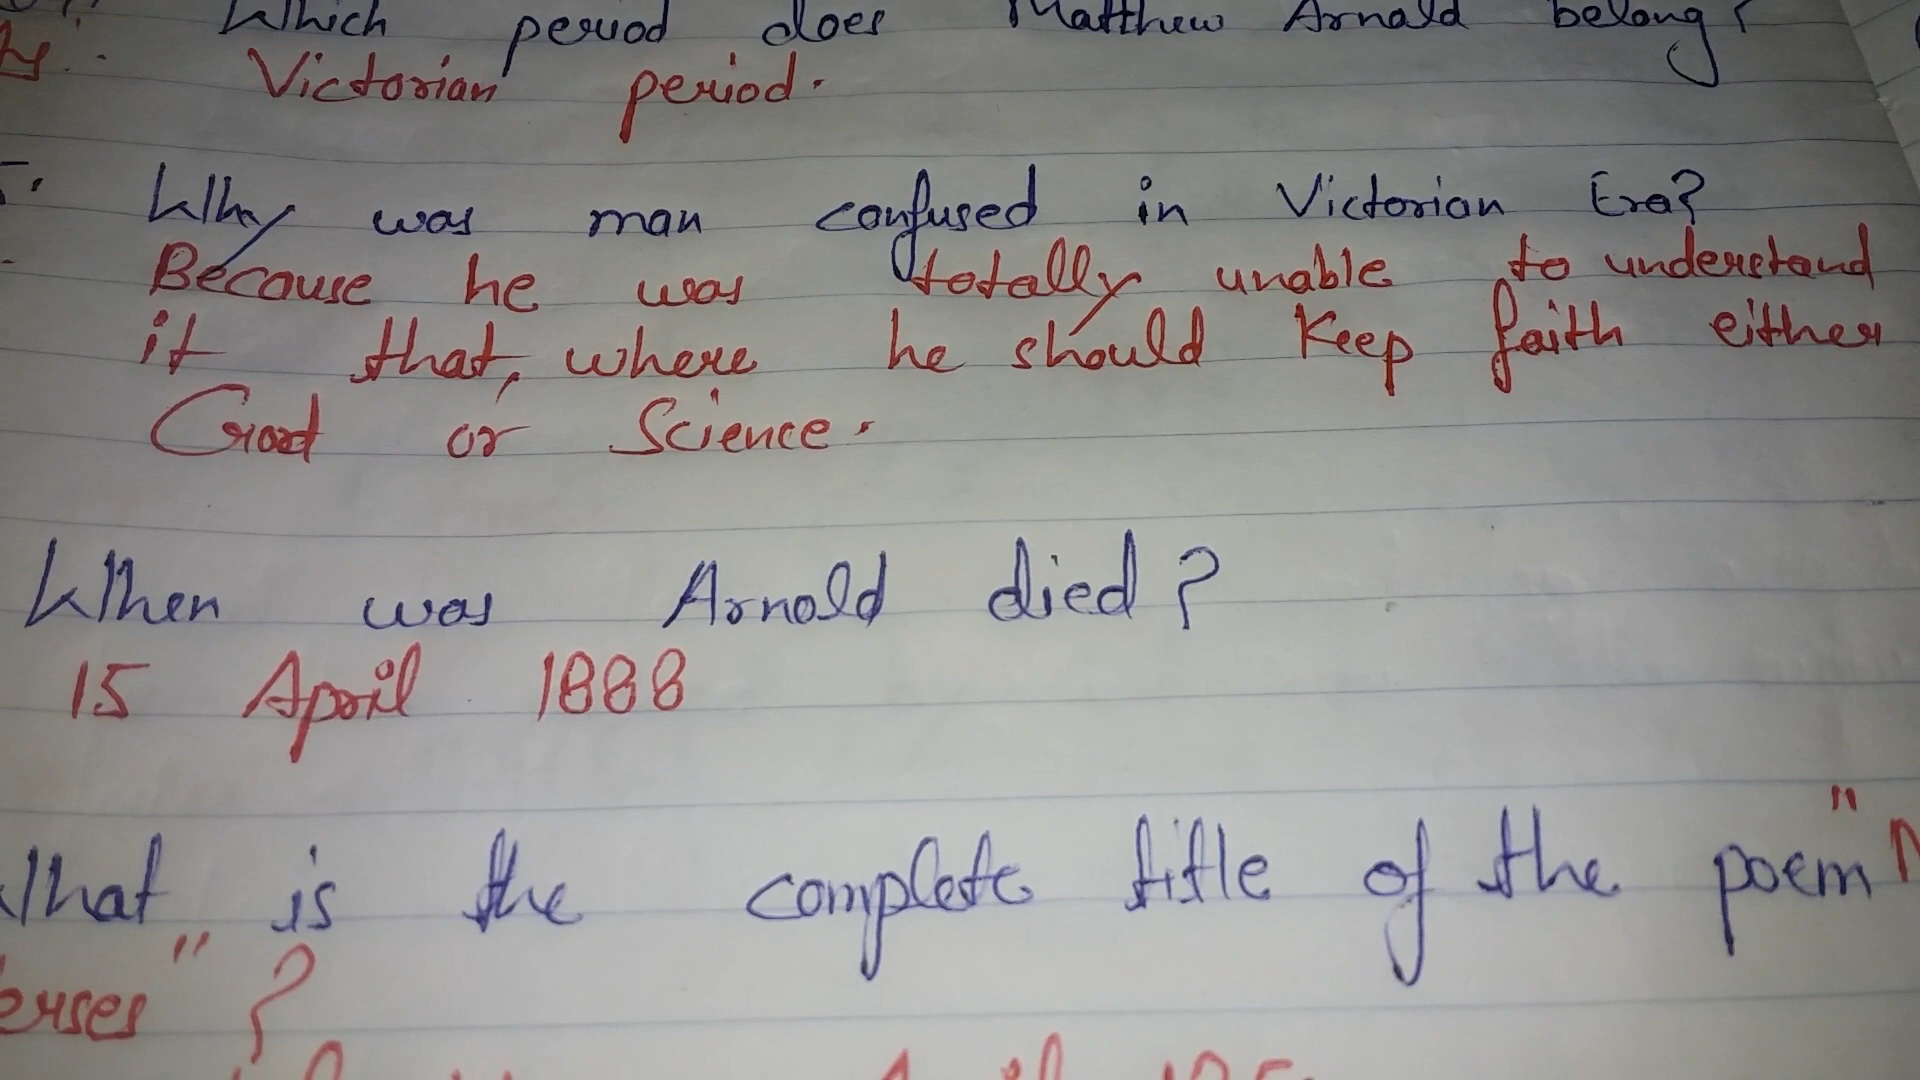 Which period does Matthew Arnold belong?
Victorian period.
Why was man confused in Victorian Era?
Because he was totally unable to understand
it that, where he should Keep faith either
God or Science.
When was Arnold died?
15 April 1888
What is the complete title of the poem "
erses" ?